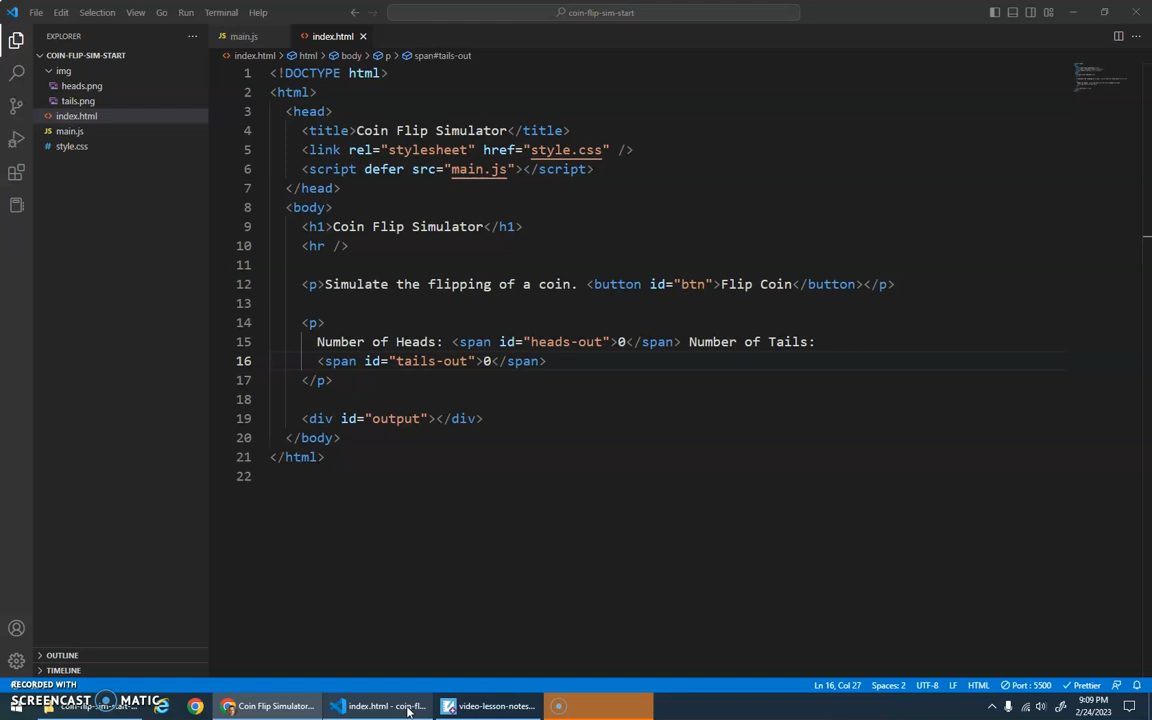 File Edit Selection View Go Run Terminal Help
coin-flip-sim-start
EXPLORER
main.js
index.html
COIN-FLIP-SIM-START
index.html
html
body
p
span#tails-out
img
heads.png
tails.png
index.html
main.js
style.css
1 <!DOCTYPE html>
2 <html>
3 <head>
4 <title>Coin Flip Simulator</title>
5 <link rel="stylesheet" href="style.css" />
6 <script defer src="main.js"></script>
7 </head>
8 <body>
9 <h1>Coin Flip Simulator</h1>
10 <hr />
11
12 <p>Simulate the flipping of a coin. <button id="btn">Flip Coin</button></p>
13
14 <p>
15 Number of Heads: <span id="heads-out">0</span> Number of Tails:
16 <span id="tails-out">0</span>
17 </p>
18
19 <div id="output"></div>
20 </body>
21 </html>
22
OUTLINE
TIMELINE
Ln 16, Col 27 Spaces: 2 UTF-8 LF HTML Port : 5500 Prettier
RECORDED WITH
SCREENCAST MATIC
Coin Flip Simulator...
index.html - coin-fl...
video-lesson-notes...
9:09 PM
2/24/2023